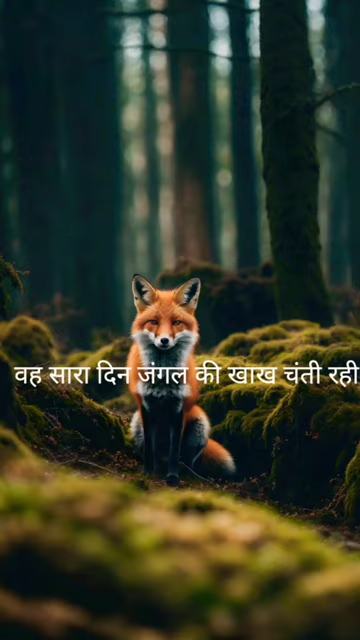 वह सारा दिन जंगल की खाख चंती रही